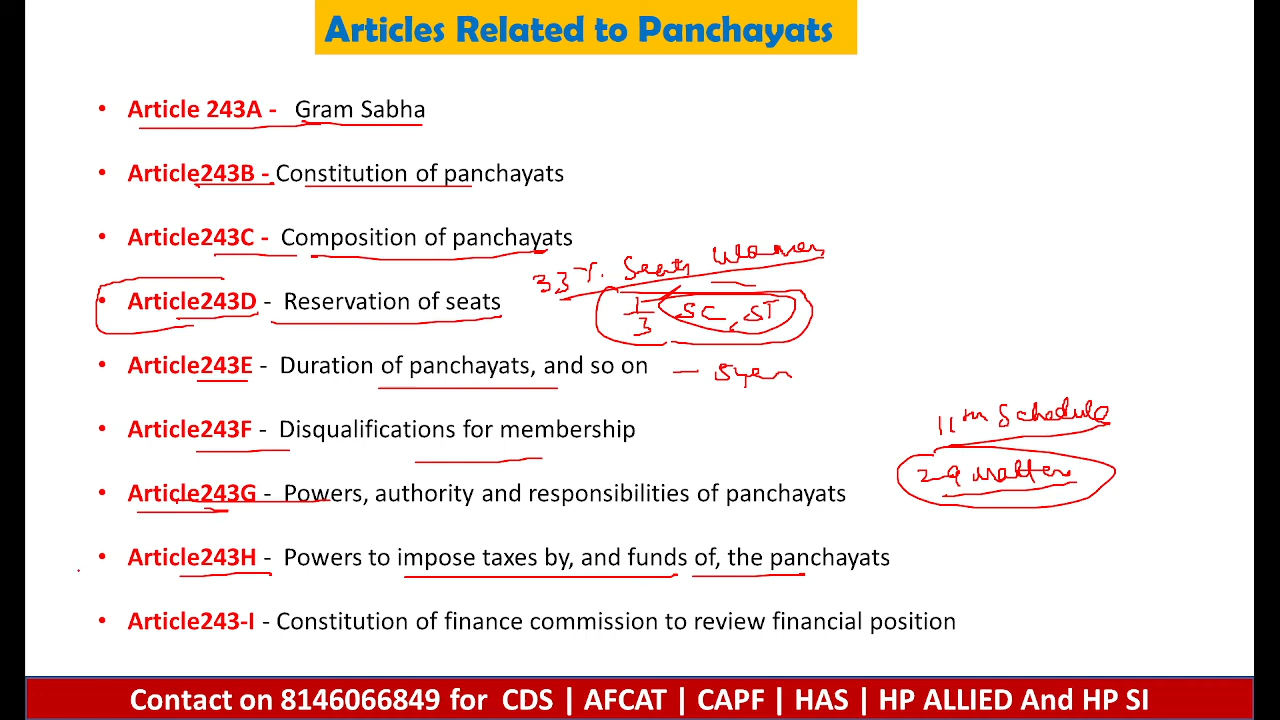 Articles Related to Panchayats
• Article 243A - Gram Sabha
• Article243B - Constitution of panchayats
• Article243C - Composition of panchayats
33%. Seats Women
• Article243D - Reservation of seats
1/3 SC, ST
• Article243E - Duration of panchayats, and so on
— 5year
11th Schedule
• Article243F - Disqualifications for membership
29 matters
• Article243G - Powers, authority and responsibilities of panchayats
• Article243H - Powers to impose taxes by, and funds of, the panchayats
• Article243-I - Constitution of finance commission to review financial position
Contact on 8146066849 for CDS | AFCAT | CAPF | HAS | HP ALLIED And HP SI